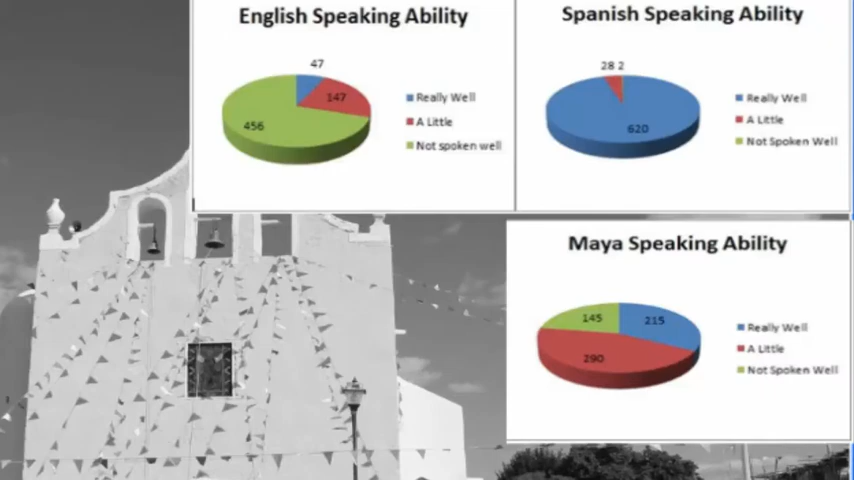 English Speaking Ability
47
147
456
Really Well
A Little
Not spoken well
Spanish Speaking Ability
28 2
620
Really Well
A Little
Not Spoken Well
Maya Speaking Ability
145
215
290
Really Well
A Little
Not Spoken Well